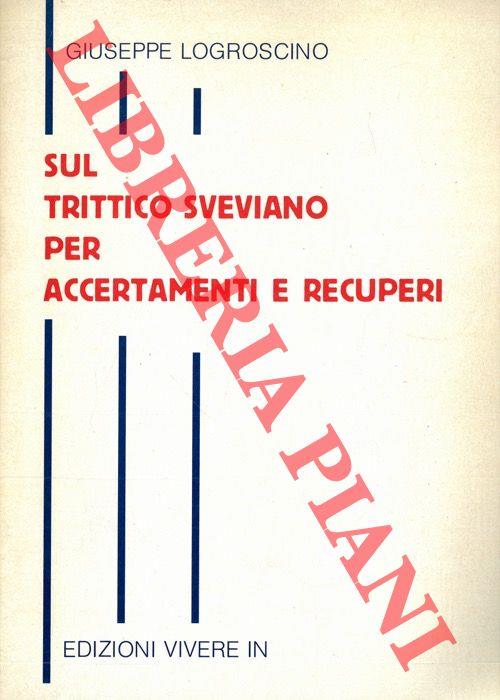 GIUSEPPE LOGROSCINO
SUL
TRITTICO SVEVIANO
PER
ACCERTAMENTI E RECUPERI
EDIZIONI VIVERE IN
LIBRERIA PIANI